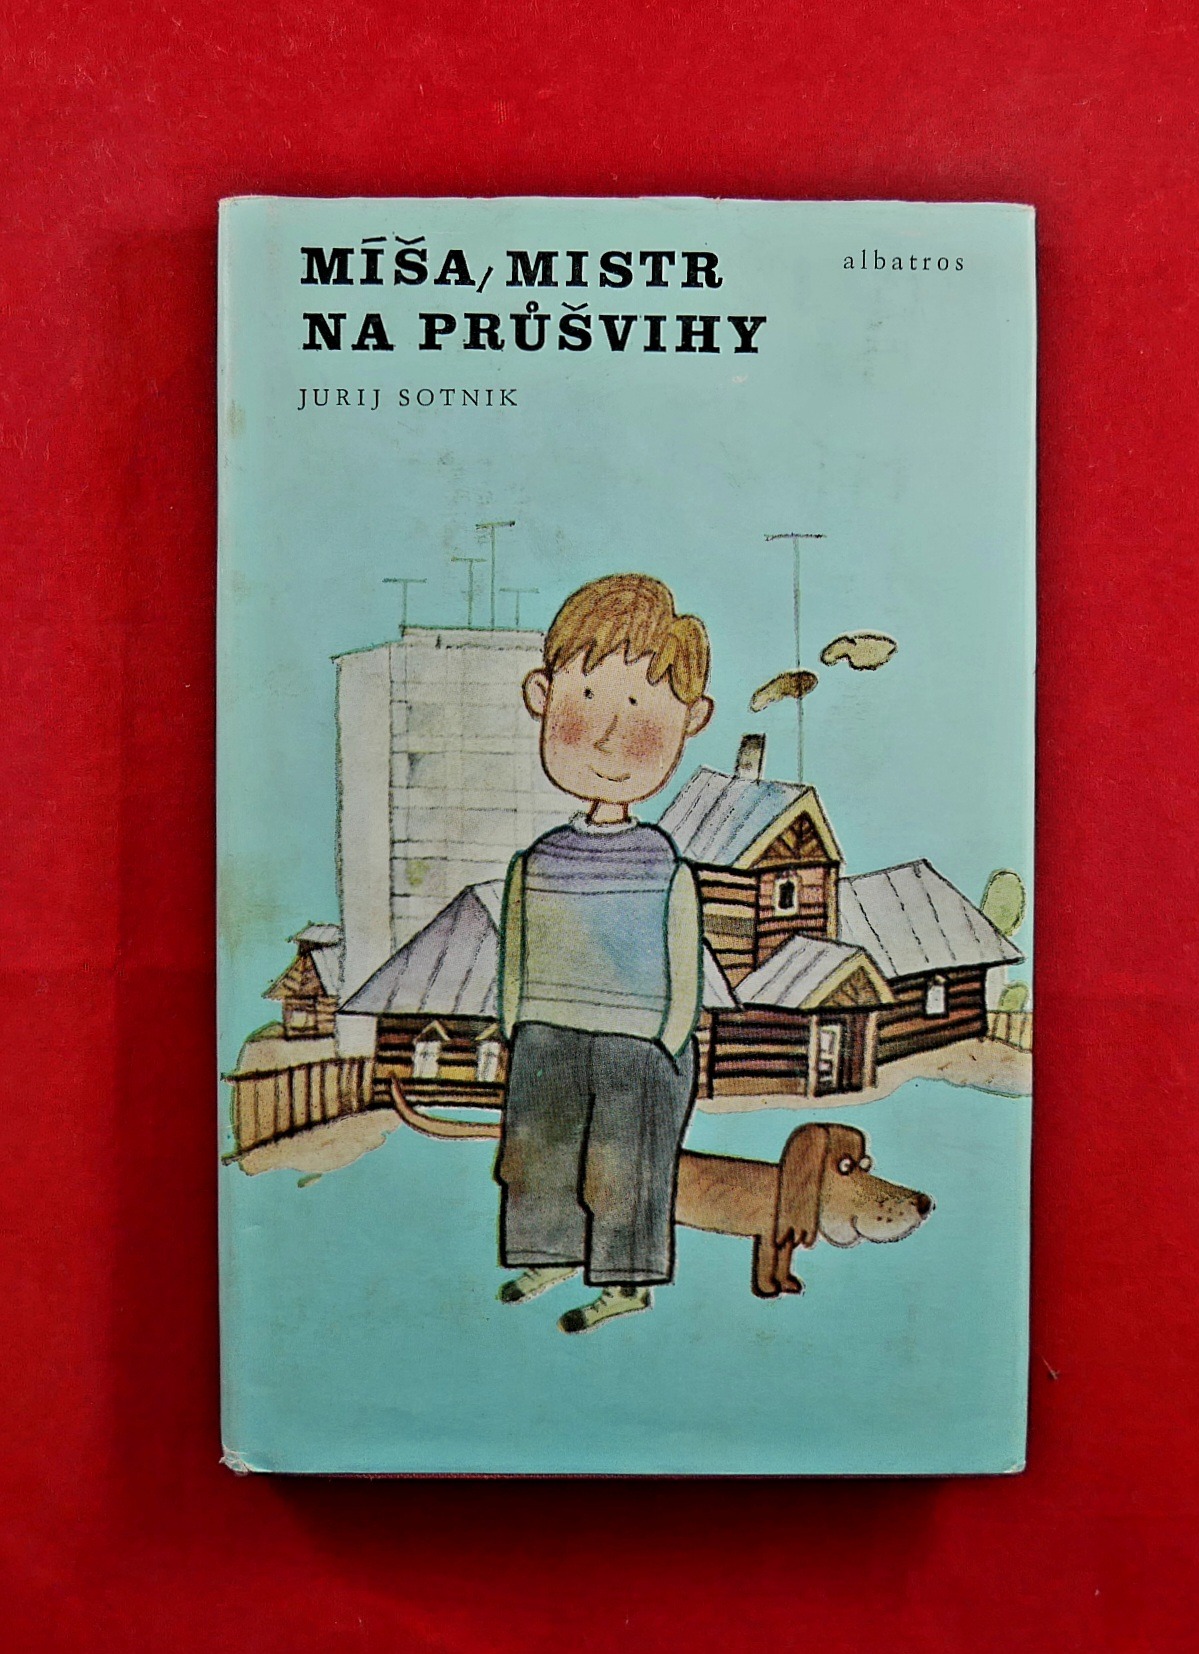 MÍŠA, MISTR
NA PRŮŠVIHY
albatros
JURIJ SOTNIK